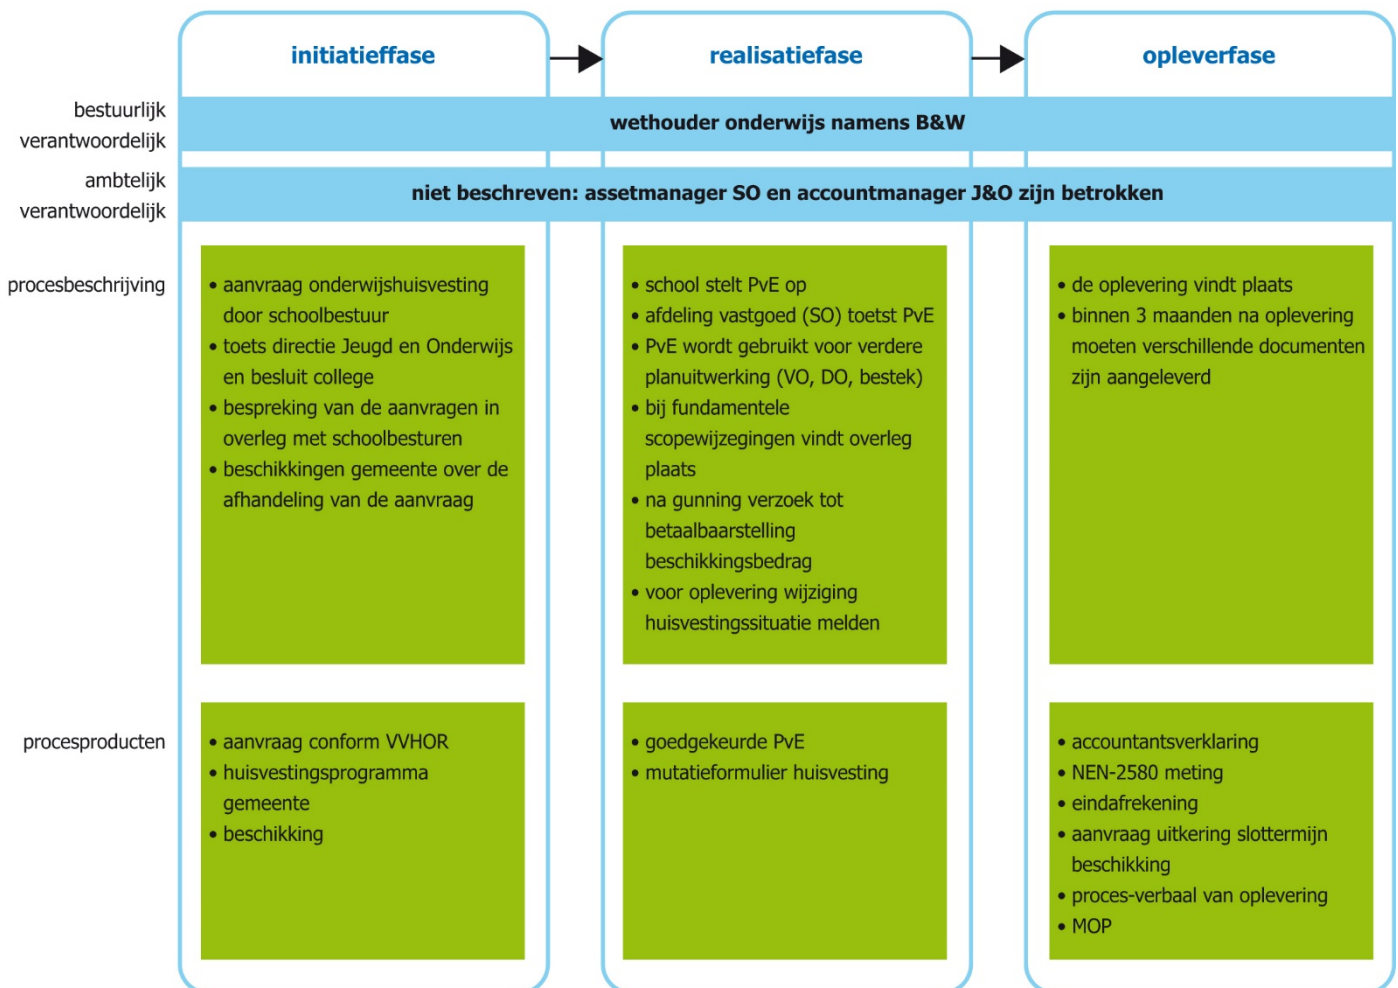 initiatieffase
realisatiefase
opleverfase
bestuurlijk
verantwoordelijk
wethouder onderwijs namens B&W
ambtelijk
verantwoordelijk
niet beschreven: assetmanager SO en accountmanager J&O zijn betrokken
procesbeschrijving
• aanvraag onderwijshuisvesting
door schoolbestuur
• toets directie Jeugd en Onderwijs
en besluit college
• bespreking van de aanvragen in
overleg met schoolbesturen
• beschikkingen gemeente over de
afhandeling van de aanvraag
• school stelt PvE op
• afdeling vastgoed (SO) toetst PvE
• PvE wordt gebruikt voor verdere
planuitwerking (VO, DO, bestek)
• bij fundamentele
scopewijzegingen vindt overleg
plaats
• na gunning verzoek tot
betaalbaarstelling
beschikkingsbedrag
• voor oplevering wijziging
huisvestingssituatie melden
• de oplevering vindt plaats
• binnen 3 maanden na oplevering
moeten verschillende documenten
zijn aangeleverd
procesproducten
• aanvraag conform VVHOR
• huisvestingsprogramma
gemeente
• beschikking
• goedgekeurde PvE
• mutatieformulier huisvesting
• accountantsverklaring
• NEN-2580 meting
• eindafrekening
• aanvraag uitkering slottermijn
beschikking
• proces-verbaal van oplevering
• MOP